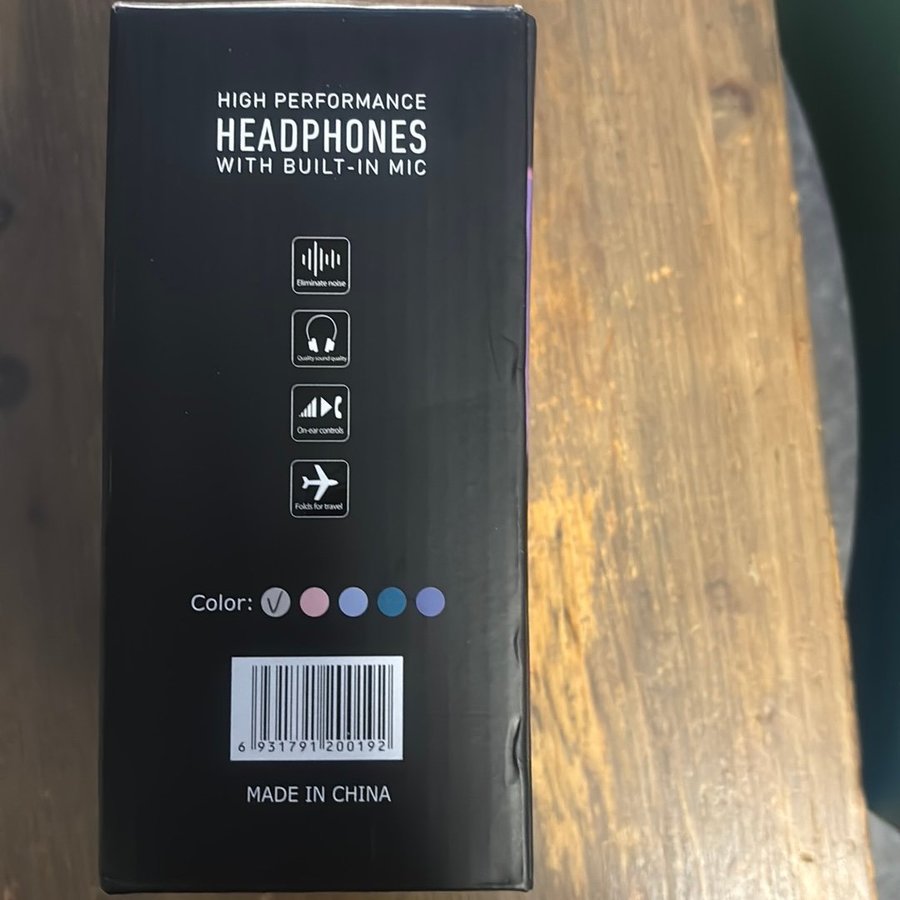 HIGH PERFORMANCE
HEADPHONES
WITH BUILT-IN MIC
Eliminate noise
Quality sound quality
On-ear controls
Folds for travel
Color:
6 931791 200192
MADE IN CHINA